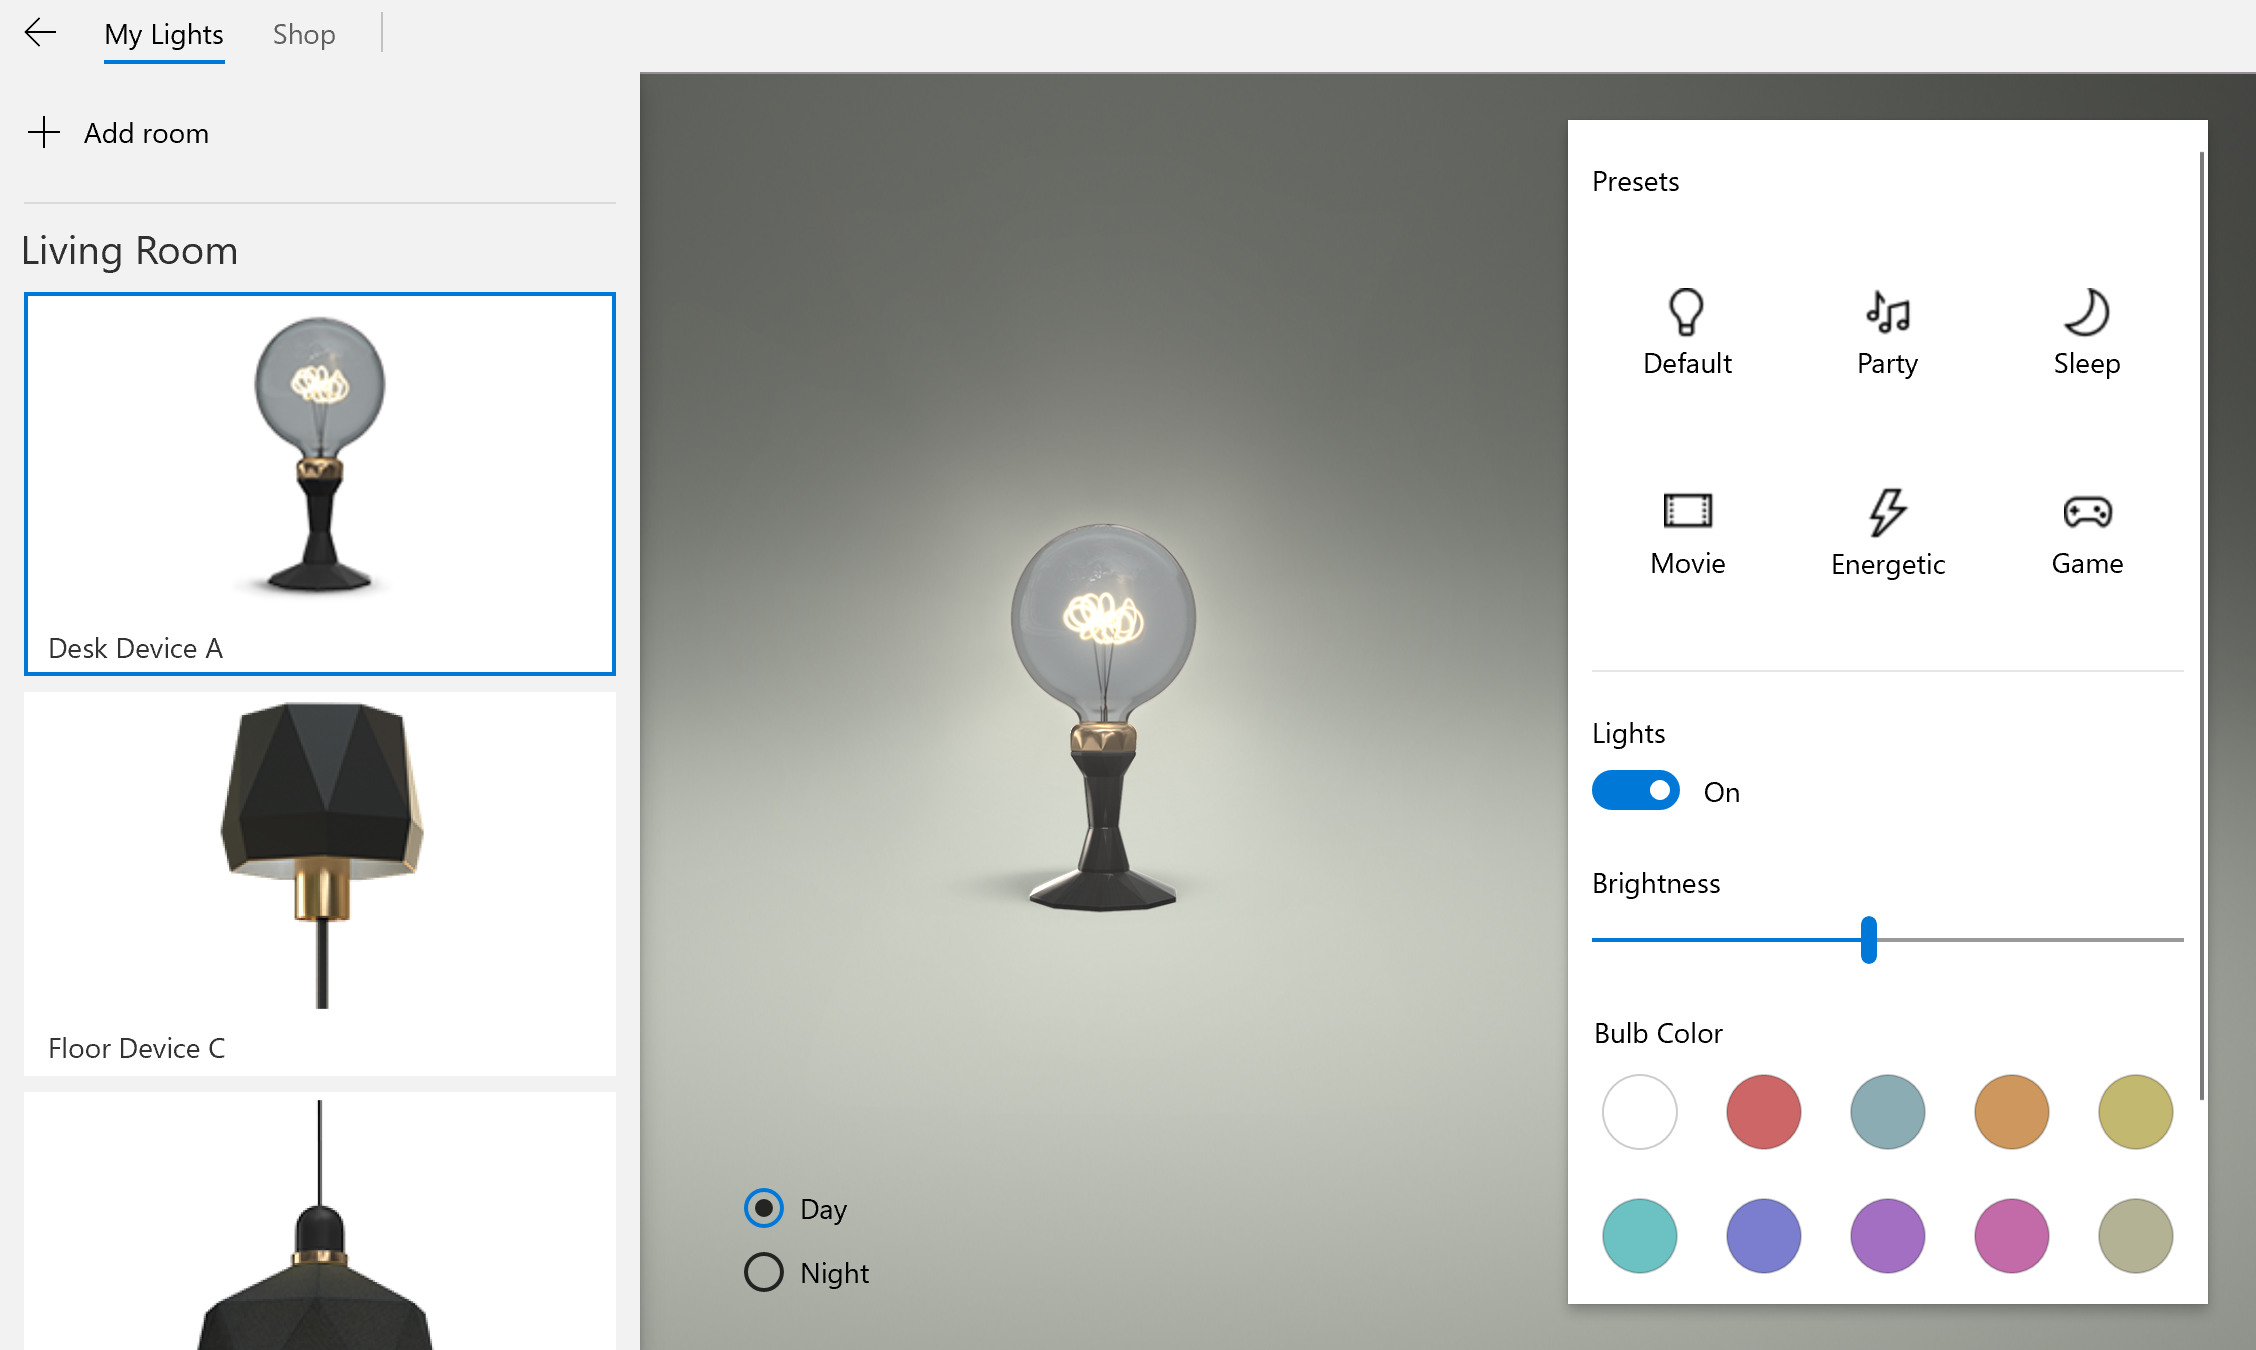 My Lights
Shop
Add room
Living Room
Desk Device A
Floor Device C
Day
Night
Presets
Default
Party
Sleep
Movie
Energetic
Game
Lights
On
Brightness
Bulb Color